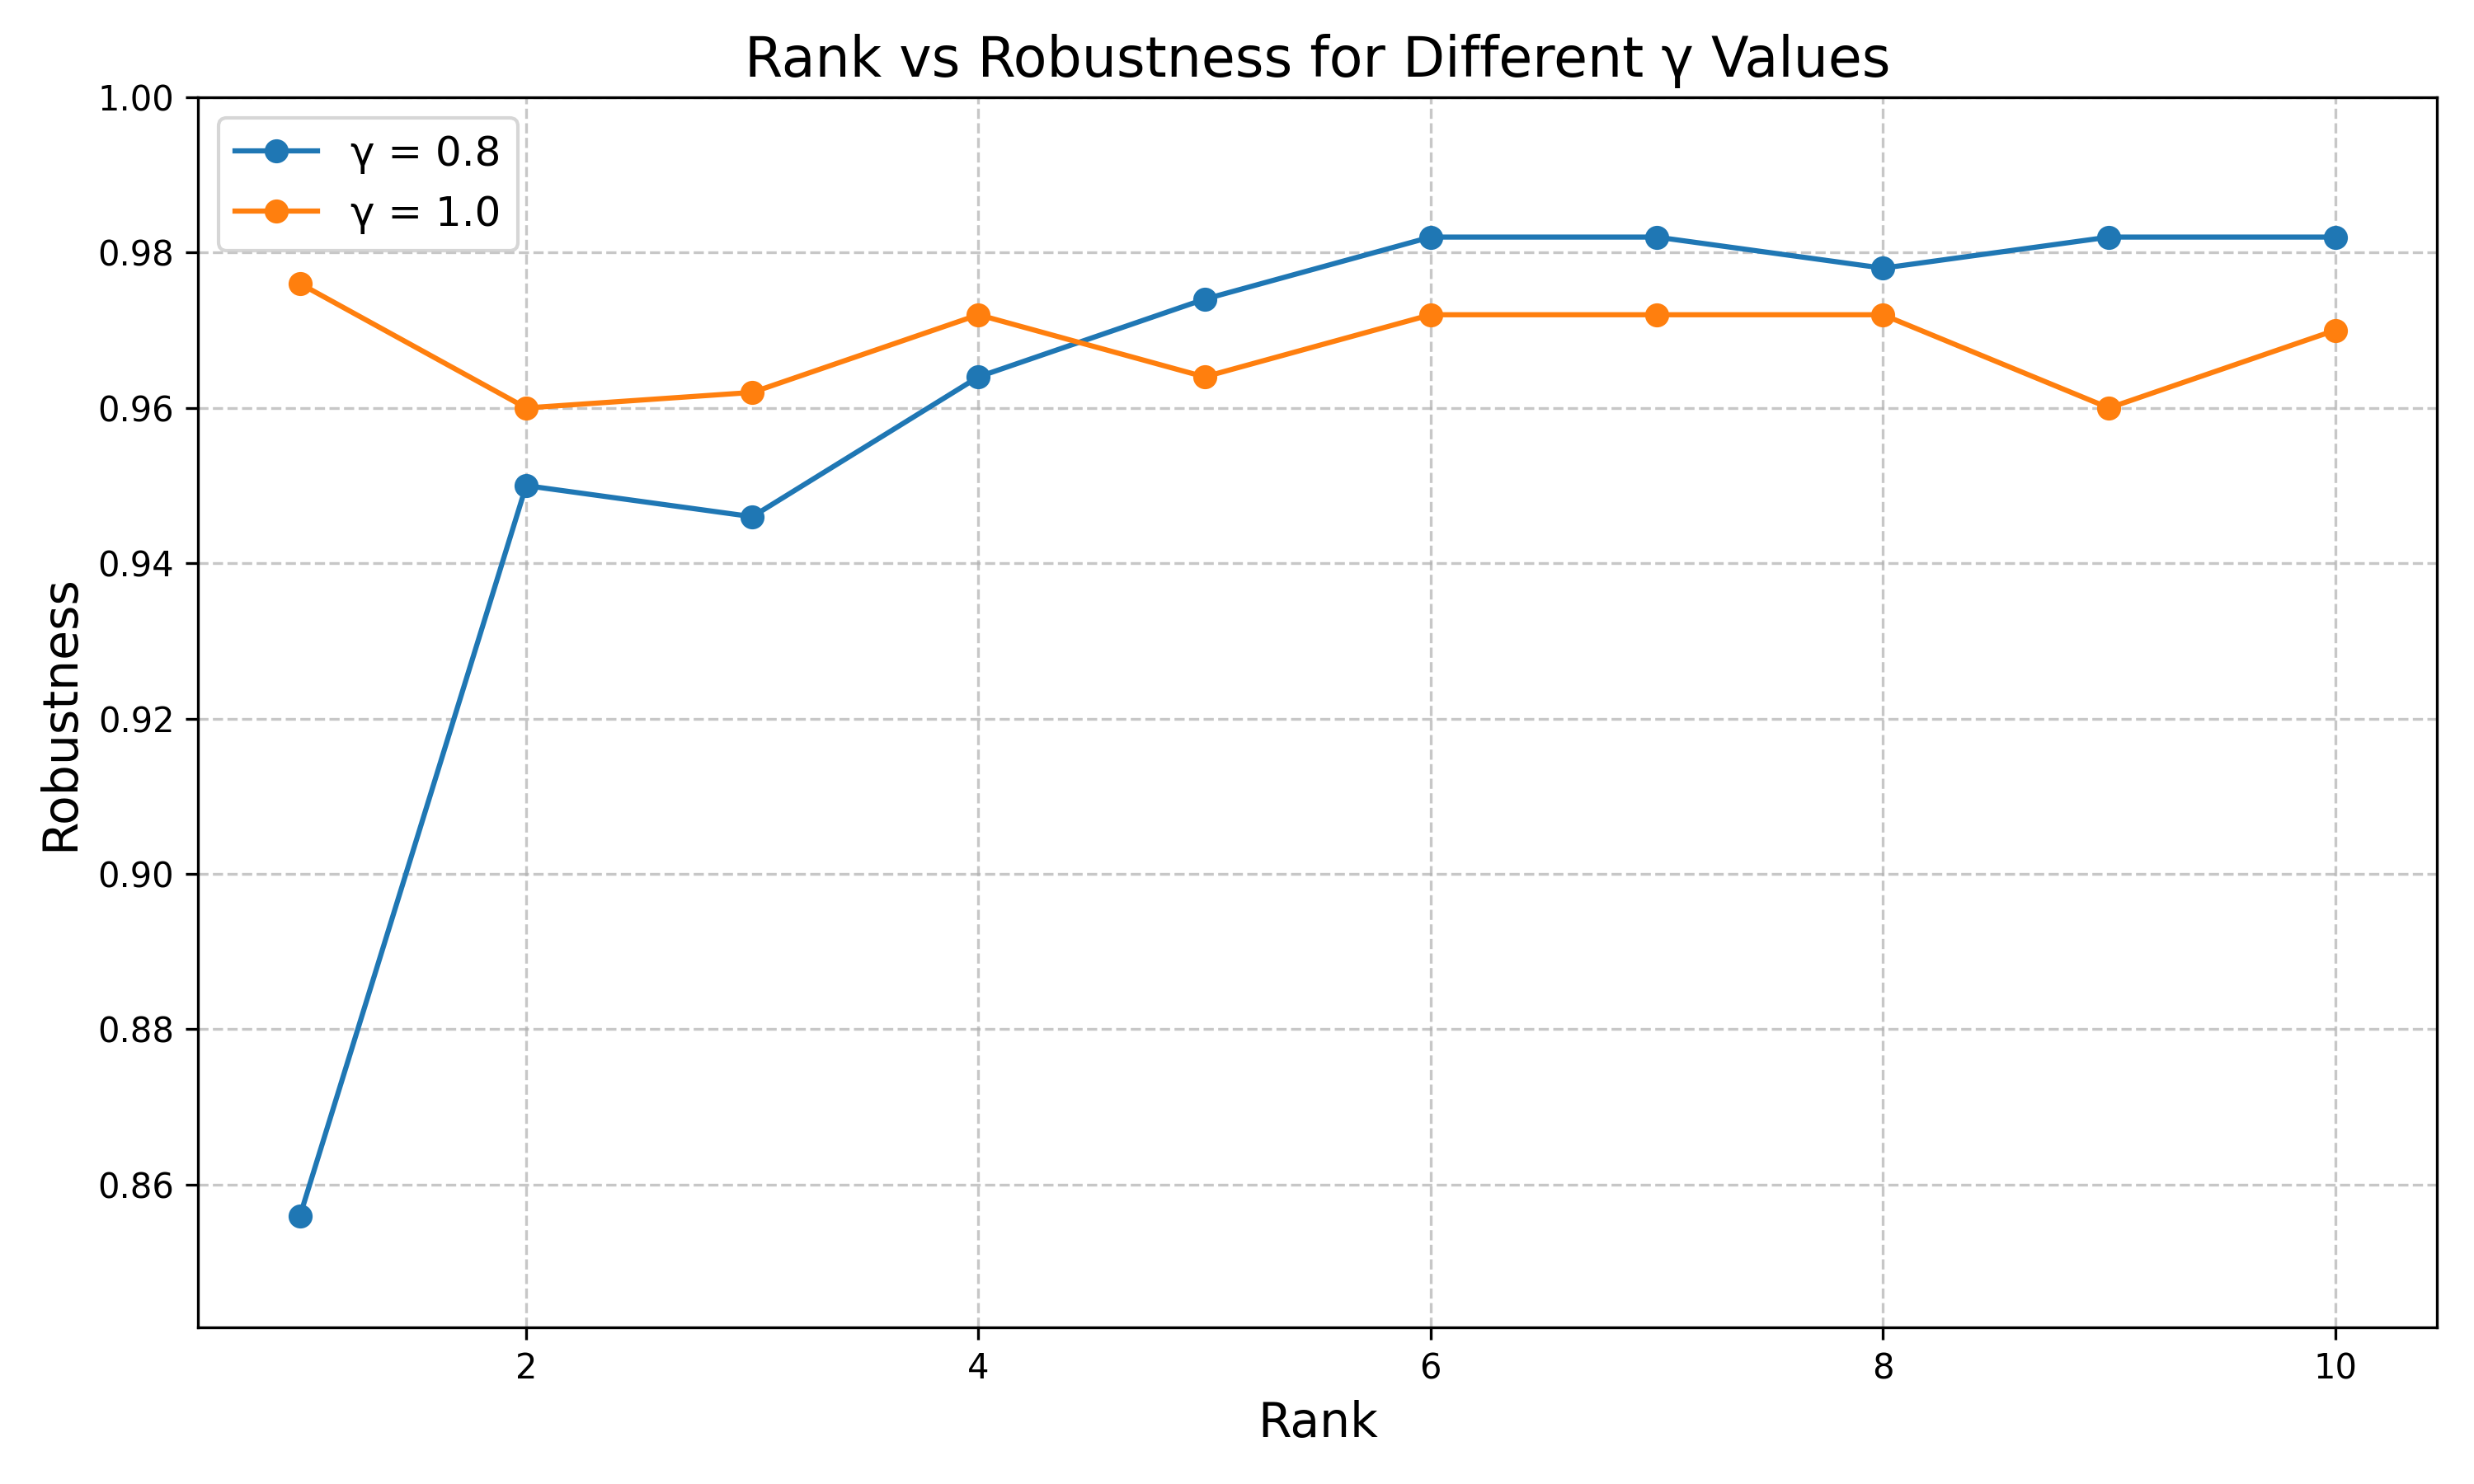 Rank vs Robustness for Different γ Values
γ = 0.8
γ = 1.0
Robustness
1.00
0.98
0.96
0.94
0.92
0.90
0.88
0.86
2 4 6 8 10
Rank